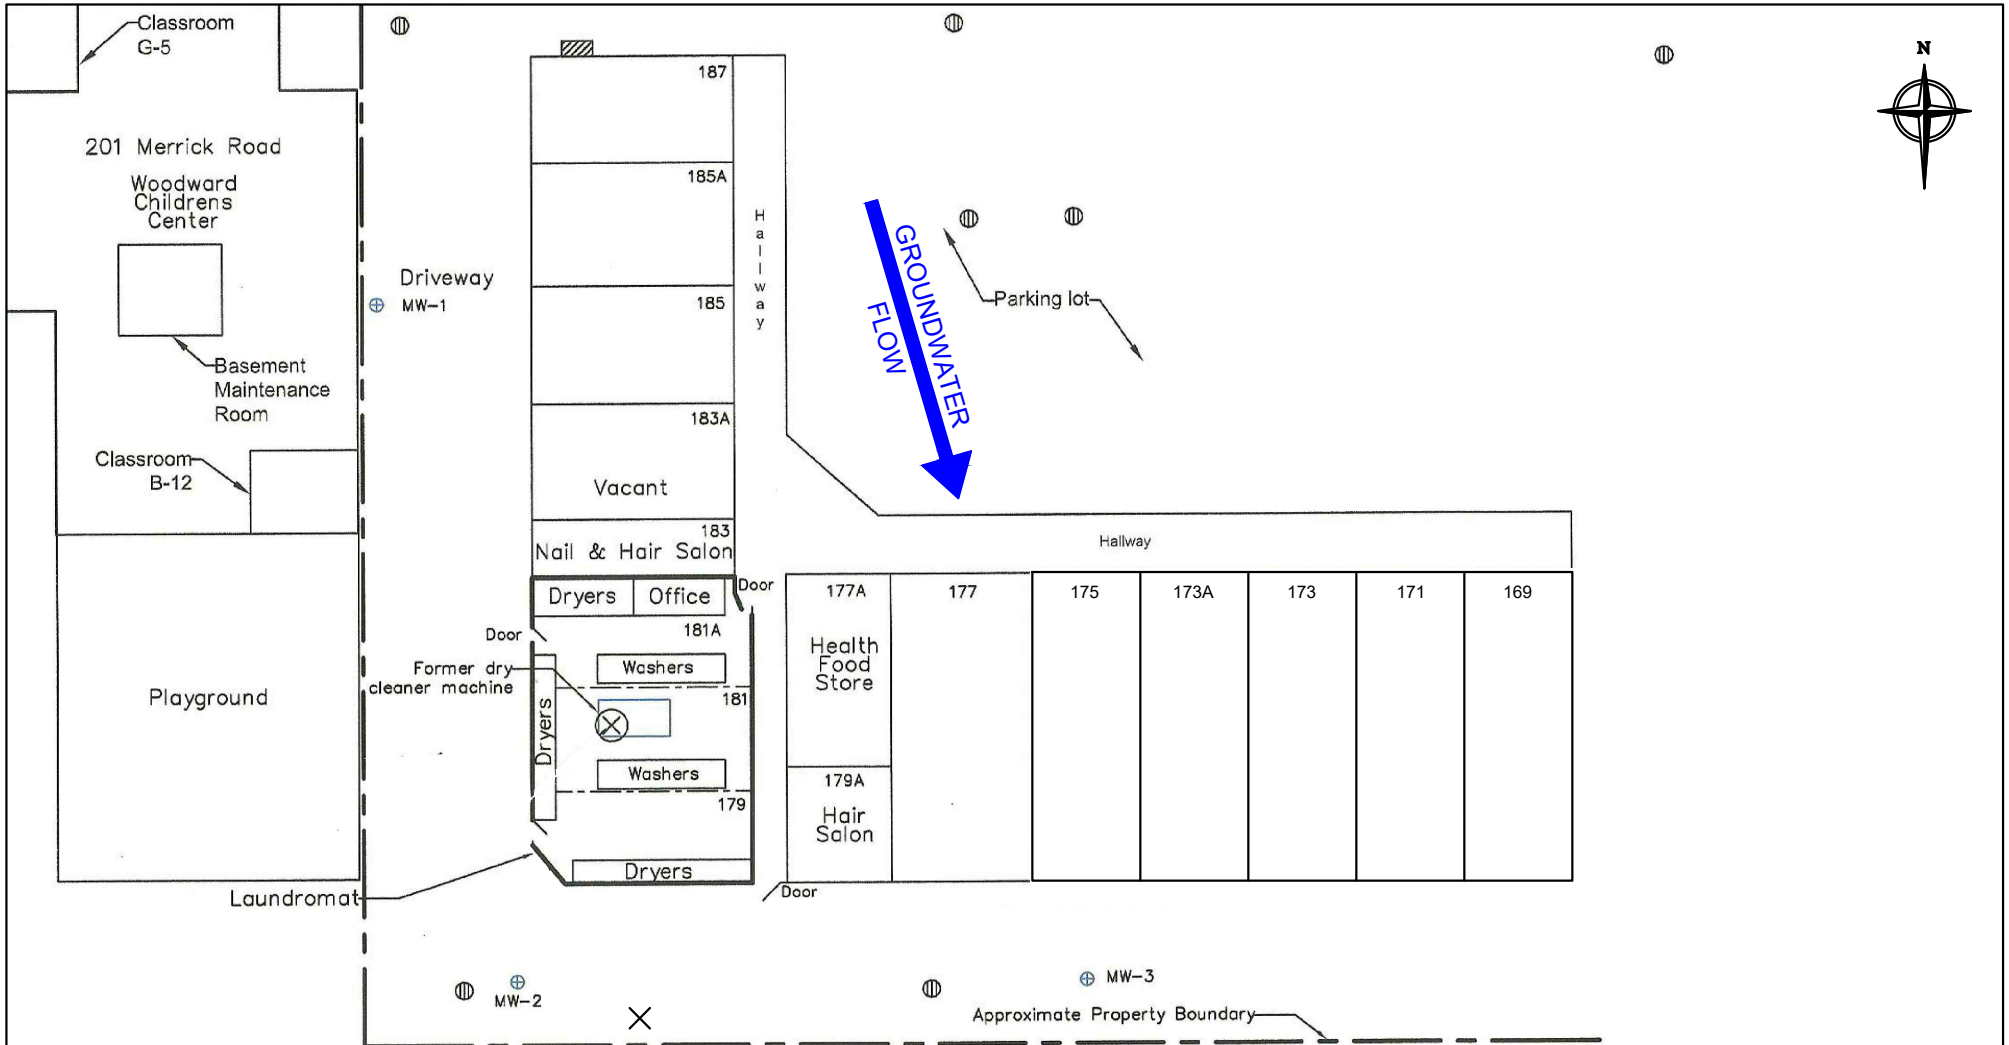 Classroom
G-5
N
187
201 Merrick Road
Woodward
Childrens
Center
185A
Hallway
GROUNDWATER
FLOW
Driveway
MW-1
185
Parking lot
Basement
Maintenance
Room
183A
Classroom
B-12
Vacant
183
Nail & Hair Salon
Hallway
Door
Dryers
Office
177A
177
175
173A
173
171
169
Door
181A
Health
Food
Store
Former dry
cleaner machine
Washers
Playground
181
Dryers
Washers
179A
179
Hair
Salon
Dryers
Door
Laundromat
MW-2
MW-3
Approximate Property Boundary